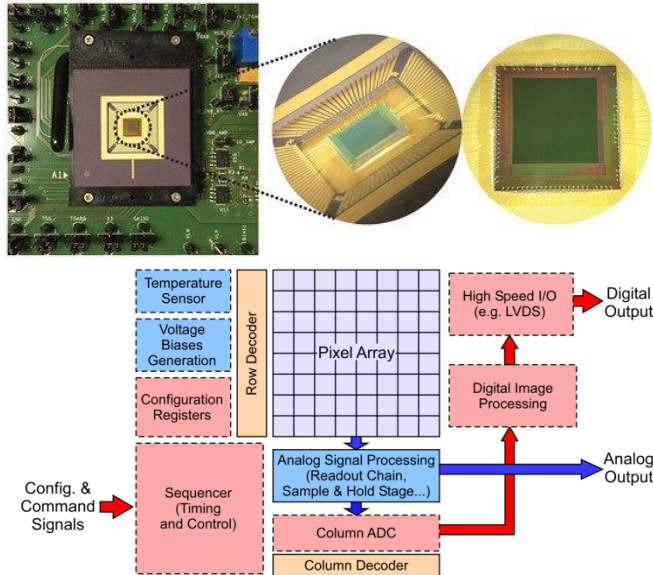 A1
Temperature
Sensor
Voltage
Biases
Generation
Configuration
Registers
Row Decoder
Pixel Array
High Speed I/O
(e.g. LVDS)
Digital
Output
Digital Image
Processing
Config. &
Command
Signals
Sequencer
(Timing
and Control)
Analog Signal Processing
(Readout Chain,
Sample & Hold Stage...)
Analog
Output
Column ADC
Column Decoder